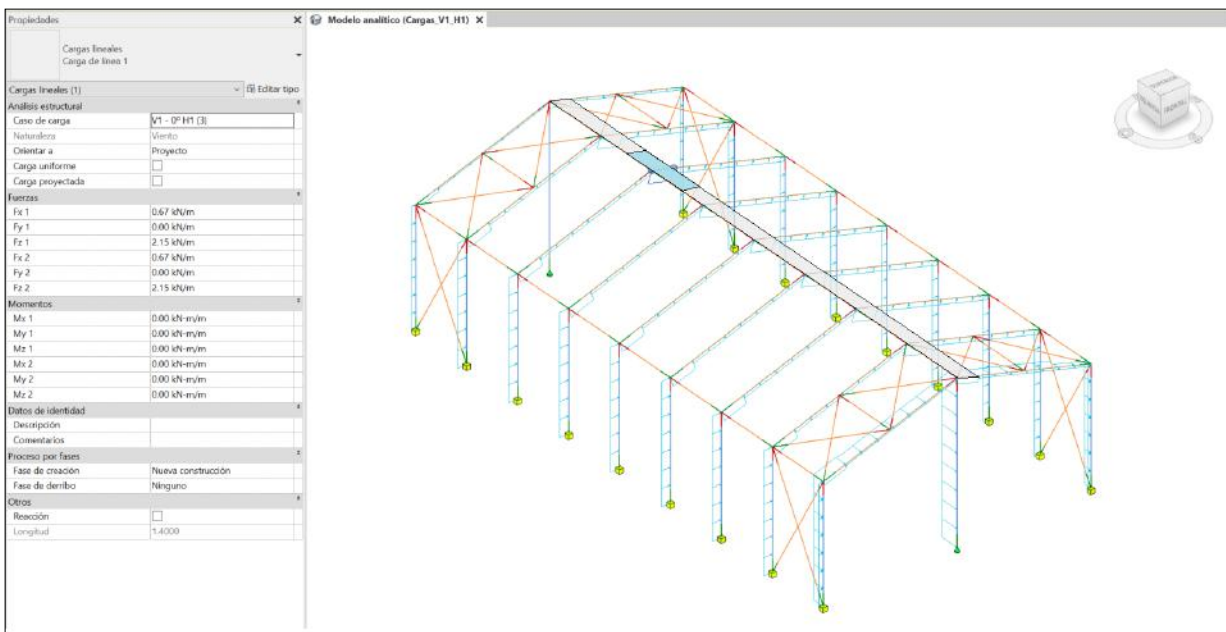 Propiedades
Modelo analítico (Cargas_V1_H1)
Cargas lineales
Carga de línea 1
Cargas lineales (1)
Editar tipo
Análisis estructural
Caso de carga V1 - 0º H1 (3)
Naturaleza Viento
Orientar a Proyecto
Carga uniforme
Carga proyectada
Fuerzas
Fx 1 0.67 kN/m
Fy 1 0.00 kN/m
Fz 1 2.15 kN/m
Fx 2 0.67 kN/m
Fy 2 0.00 kN/m
Fz 2 2.15 kN/m
Momentos
Mx 1 0.00 kN-m/m
My 1 0.00 kN-m/m
Mz 1 0.00 kN-m/m
Mx 2 0.00 kN-m/m
My 2 0.00 kN-m/m
Mz 2 0.00 kN-m/m
Datos de identidad
Descripción
Comentarios
Proceso por fases
Fase de creación Nueva construcción
Fase de derribo Ninguno
Otros
Reacción
Longitud 1.4000